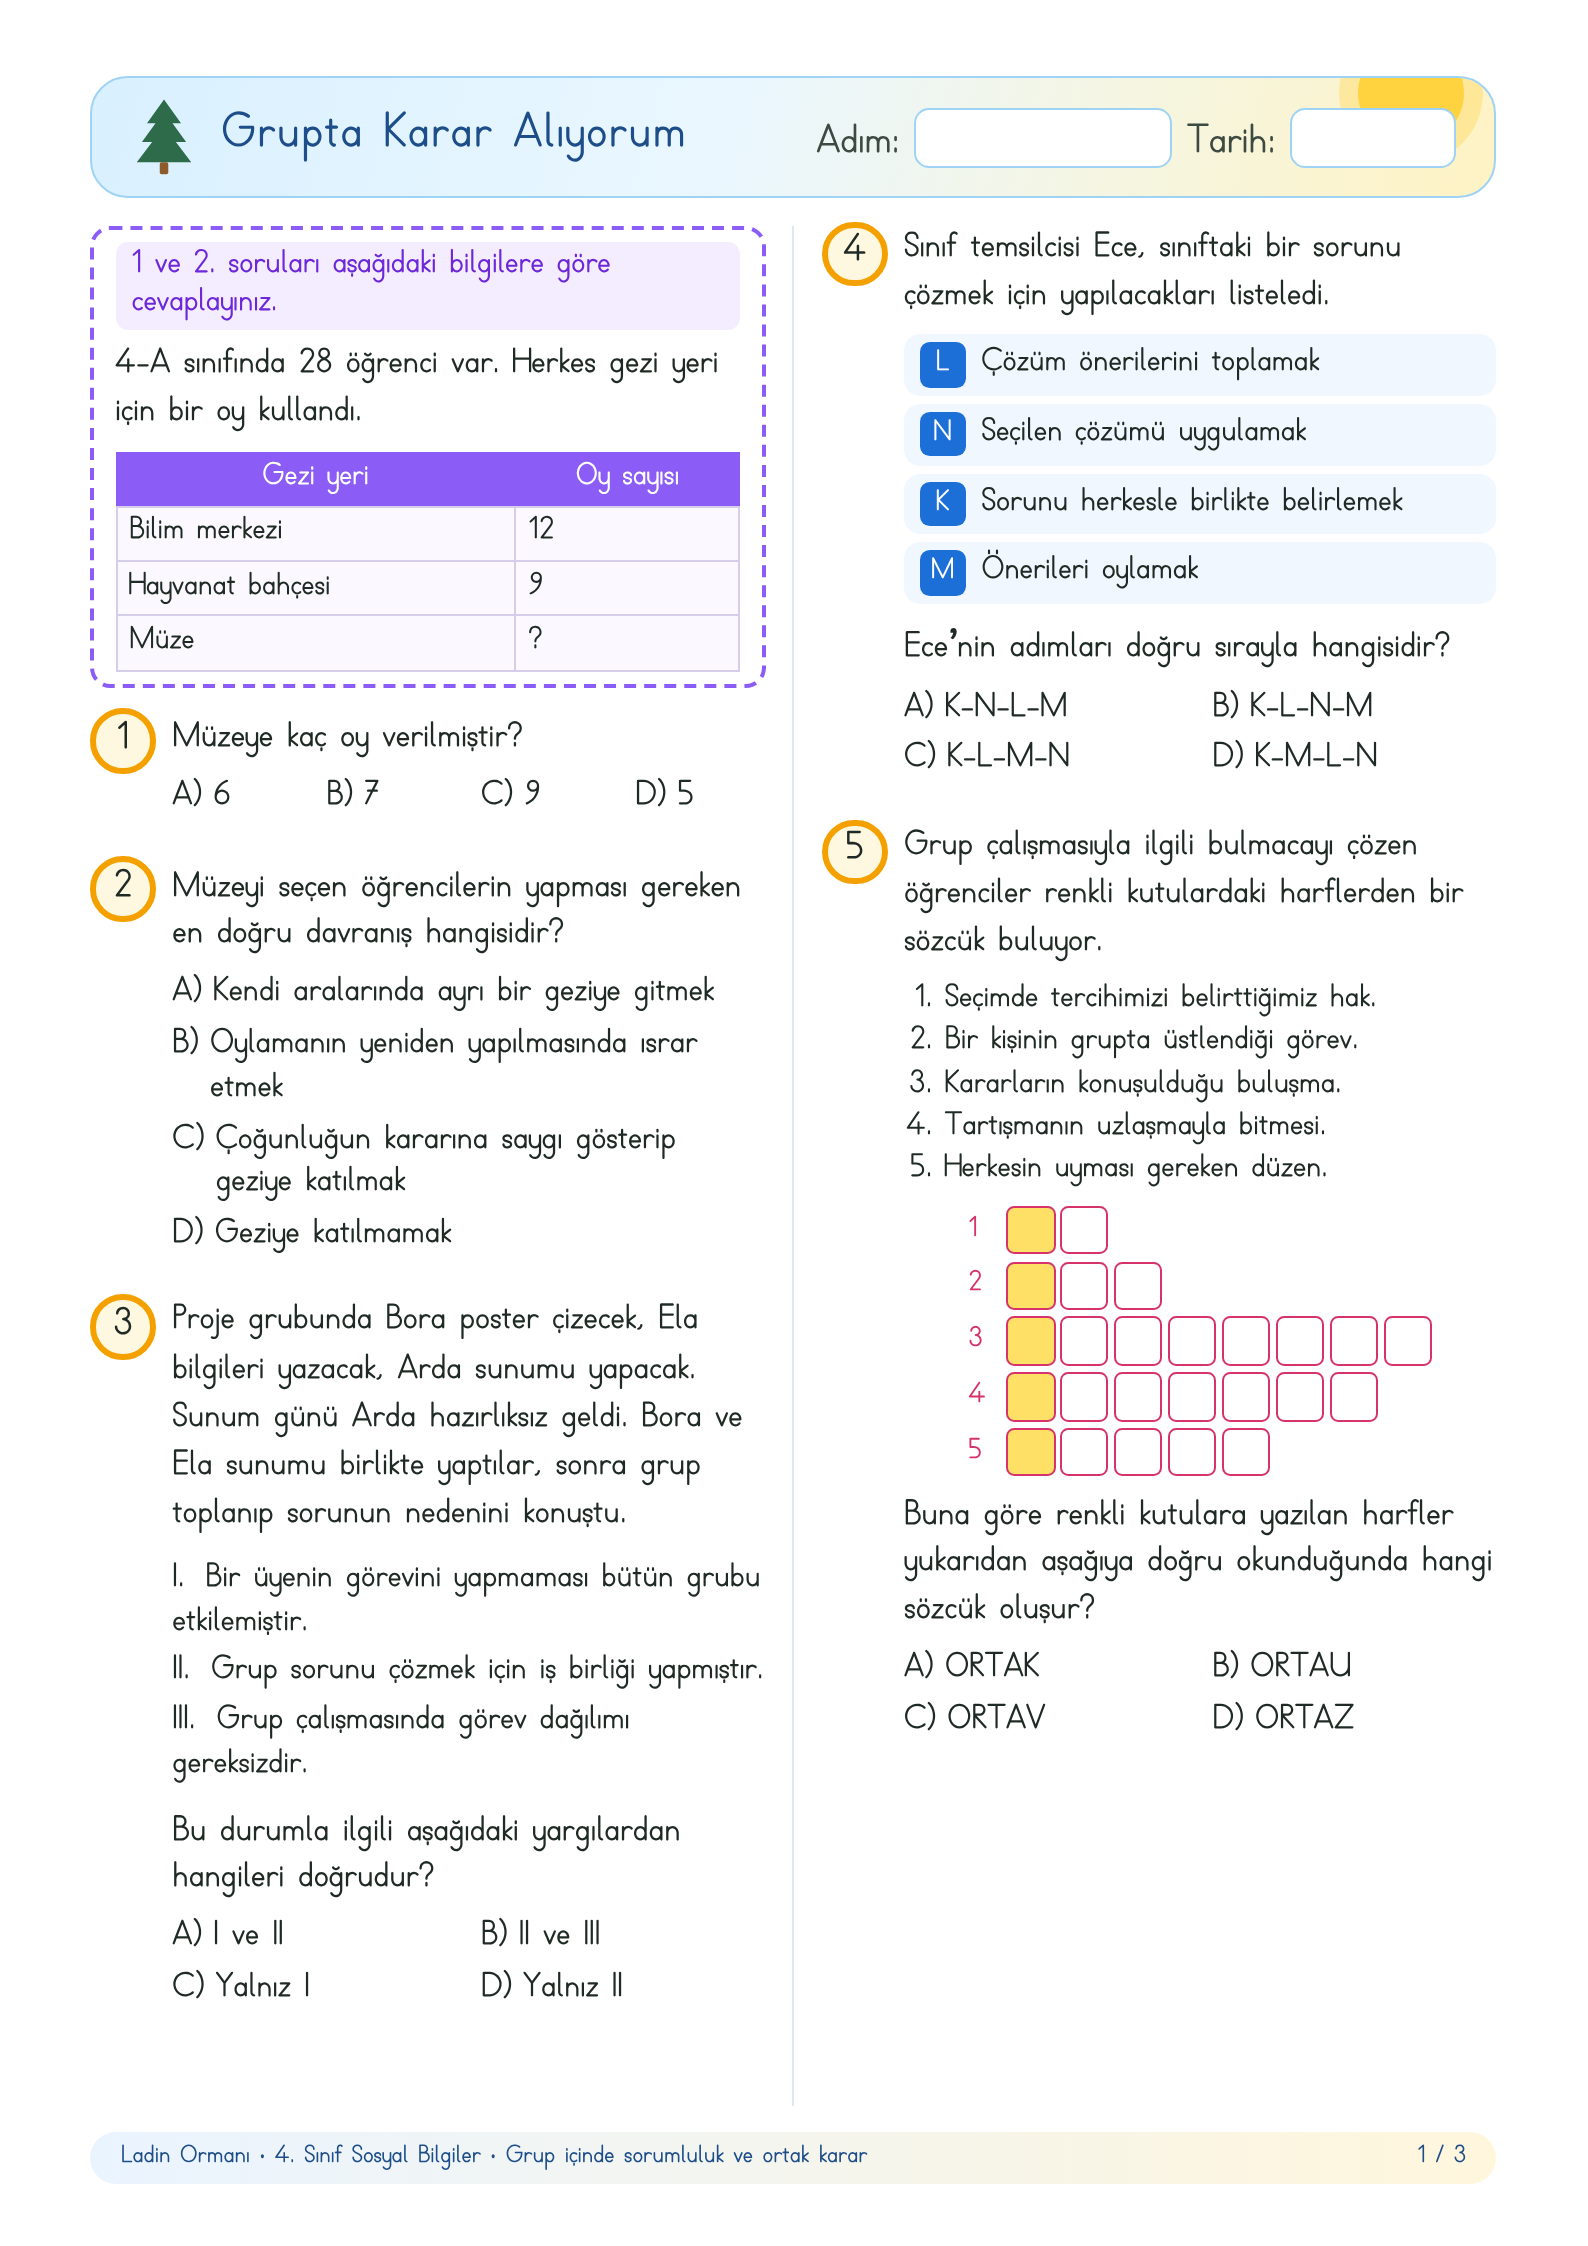 Grupta Karar Alıyorum
Adım:
Tarih:
1 ve 2. soruları aşağıdaki bilgilere göre
cevaplayınız.
4-A sınıfında 28 öğrenci var. Herkes gezi yeri
için bir oy kullandı.
Gezi yeri Oy sayısı
Bilim merkezi 12
Hayvanat bahçesi 9
Müze ?
1 Müzeye kaç oy verilmiştir?
A) 6 B) 7 C) 9 D) 5
2 Müzeyi seçen öğrencilerin yapması gereken
en doğru davranış hangisidir?
A) Kendi aralarında ayrı bir geziye gitmek
B) Oylamanın yeniden yapılmasında ısrar
etmek
C) Çoğunluğun kararına saygı gösterip
geziye katılmak
D) Geziye katılmamak
3 Proje grubunda Bora poster çizecek, Ela
bilgileri yazacak, Arda sunumu yapacak.
Sunum günü Arda hazırlıksız geldi. Bora ve
Ela sunumu birlikte yaptılar, sonra grup
toplanıp sorunun nedenini konuştu.
I. Bir üyenin görevini yapmaması bütün grubu
etkilemiştir.
II. Grup sorunu çözmek için iş birliği yapmıştır.
III. Grup çalışmasında görev dağılımı
gereksizdir.
Bu durumla ilgili aşağıdaki yargılardan
hangileri doğrudur?
A) I ve II B) II ve III
C) Yalnız I D) Yalnız II
4 Sınıf temsilcisi Ece, sınıftaki bir sorunu
çözmek için yapılacakları listeledi.
L Çözüm önerilerini toplamak
N Seçilen çözümü uygulamak
K Sorunu herkesle birlikte belirlemek
M Önerileri oylamak
Ece’nin adımları doğru sırayla hangisidir?
A) K-N-L-M B) K-L-N-M
C) K-L-M-N D) K-M-L-N
5 Grup çalışmasıyla ilgili bulmacayı çözen
öğrenciler renkli kutulardaki harflerden bir
sözcük buluyor.
1. Seçimde tercihimizi belirttiğimiz hak.
2. Bir kişinin grupta üstlendiği görev.
3. Kararların konuşulduğu buluşma.
4. Tartışmanın uzlaşmayla bitmesi.
5. Herkesin uyması gereken düzen.
1
2
3
4
5
Buna göre renkli kutulara yazılan harfler
yukarıdan aşağıya doğru okunduğunda hangi
sözcük oluşur?
A) ORTAK B) ORTAU
C) ORTAV D) ORTAZ
Ladin Ormanı • 4. Sınıf Sosyal Bilgiler • Grup içinde sorumluluk ve ortak karar
1 / 3